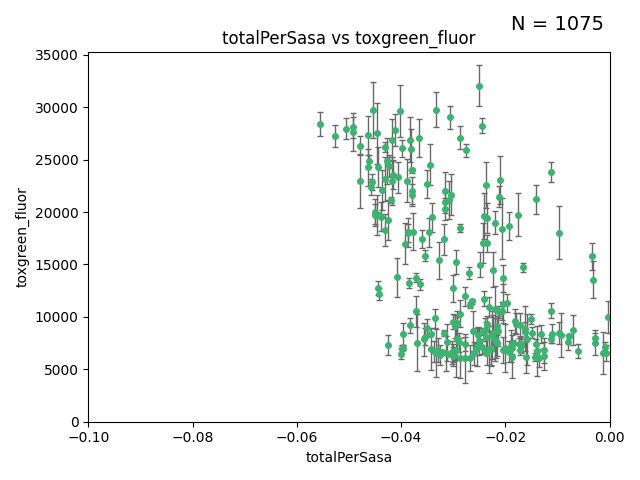 N = 1075
totalPerSasa vs toxgreen_fluor
35000
30000
25000
20000
15000
10000
5000
0
toxgreen_fluor
−0.10 −0.08 −0.06 −0.04 −0.02 0.00
totalPerSasa